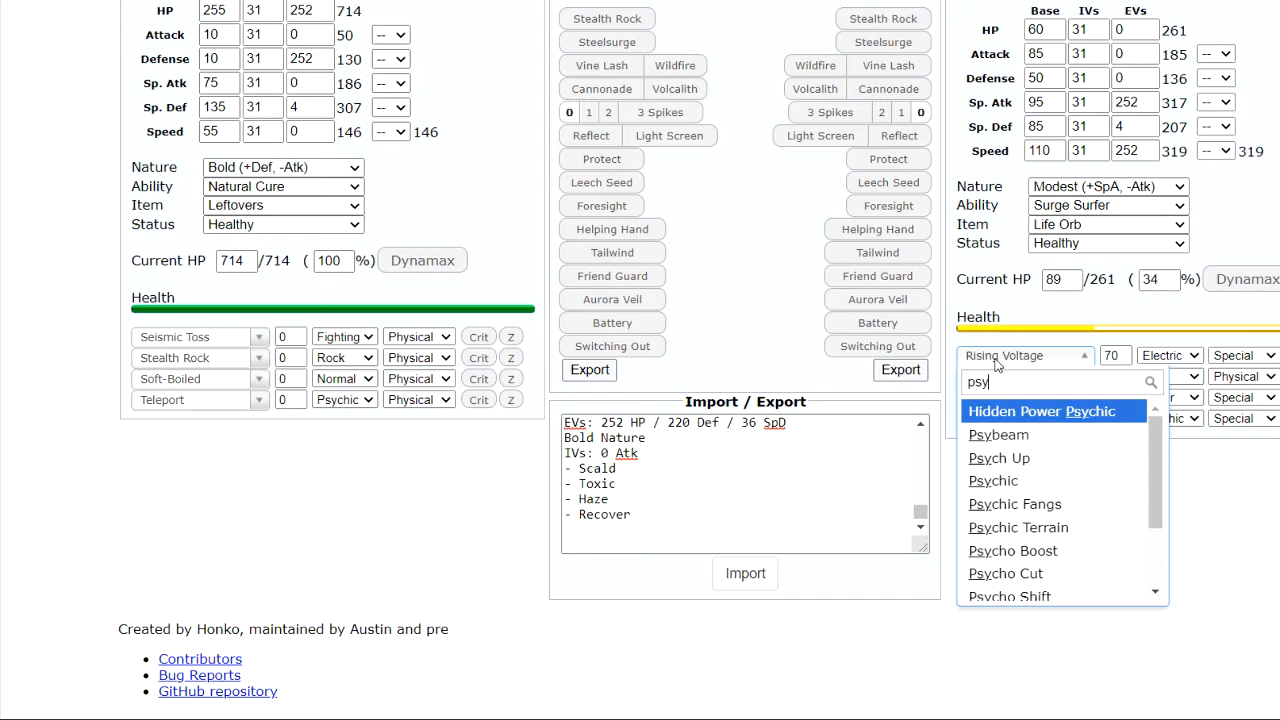 HP 255 31 252 714
Attack 10 31 0 50 --
Defense 10 31 252 130 --
Sp. Atk 75 31 0 186 --
Sp. Def 135 31 4 307 --
Speed 55 31 0 146 -- 146
Nature Bold (+Def, -Atk)
Ability Natural Cure
Item Leftovers
Status Healthy
Current HP 714 /714 ( 100 %) Dynamax
Health
Seismic Toss 0 Fighting Physical Crit Z
Stealth Rock 0 Rock Physical Crit Z
Soft-Boiled 0 Normal Physical Crit Z
Teleport 0 Psychic Physical Crit Z
Stealth Rock Stealth Rock
Steelsurge Steelsurge
Vine Lash Wildfire Wildfire Vine Lash
Cannonade Volcalith Volcalith Cannonade
0 1 2 3 Spikes 3 Spikes 2 1 0
Reflect Light Screen Light Screen Reflect
Protect Protect
Leech Seed Leech Seed
Foresight Foresight
Helping Hand Helping Hand
Tailwind Tailwind
Friend Guard Friend Guard
Aurora Veil Aurora Veil
Battery Battery
Switching Out Switching Out
Export Export
Import / Export
EVs: 252 HP / 220 Def / 36 SpD
Bold Nature
IVs: 0 Atk
- Scald
- Toxic
- Haze
- Recover
Import
Base IVs EVs
HP 60 31 0 261
Attack 85 31 0 185 --
Defense 50 31 0 136 --
Sp. Atk 95 31 252 317 --
Sp. Def 85 31 4 207 --
Speed 110 31 252 319 -- 319
Nature Modest (+SpA, -Atk)
Ability Surge Surfer
Item Life Orb
Status Healthy
Current HP 89 /261 ( 34 %) Dynamax
Health
Rising Voltage 70 Electric Special
psy Physical
Hidden Power Psychic Special
Psybeam Special
Psych Up
Psychic
Psychic Fangs
Psychic Terrain
Psycho Boost
Psycho Cut
Psycho Shift
Created by Honko, maintained by Austin and pre
• Contributors
• Bug Reports
• GitHub repository